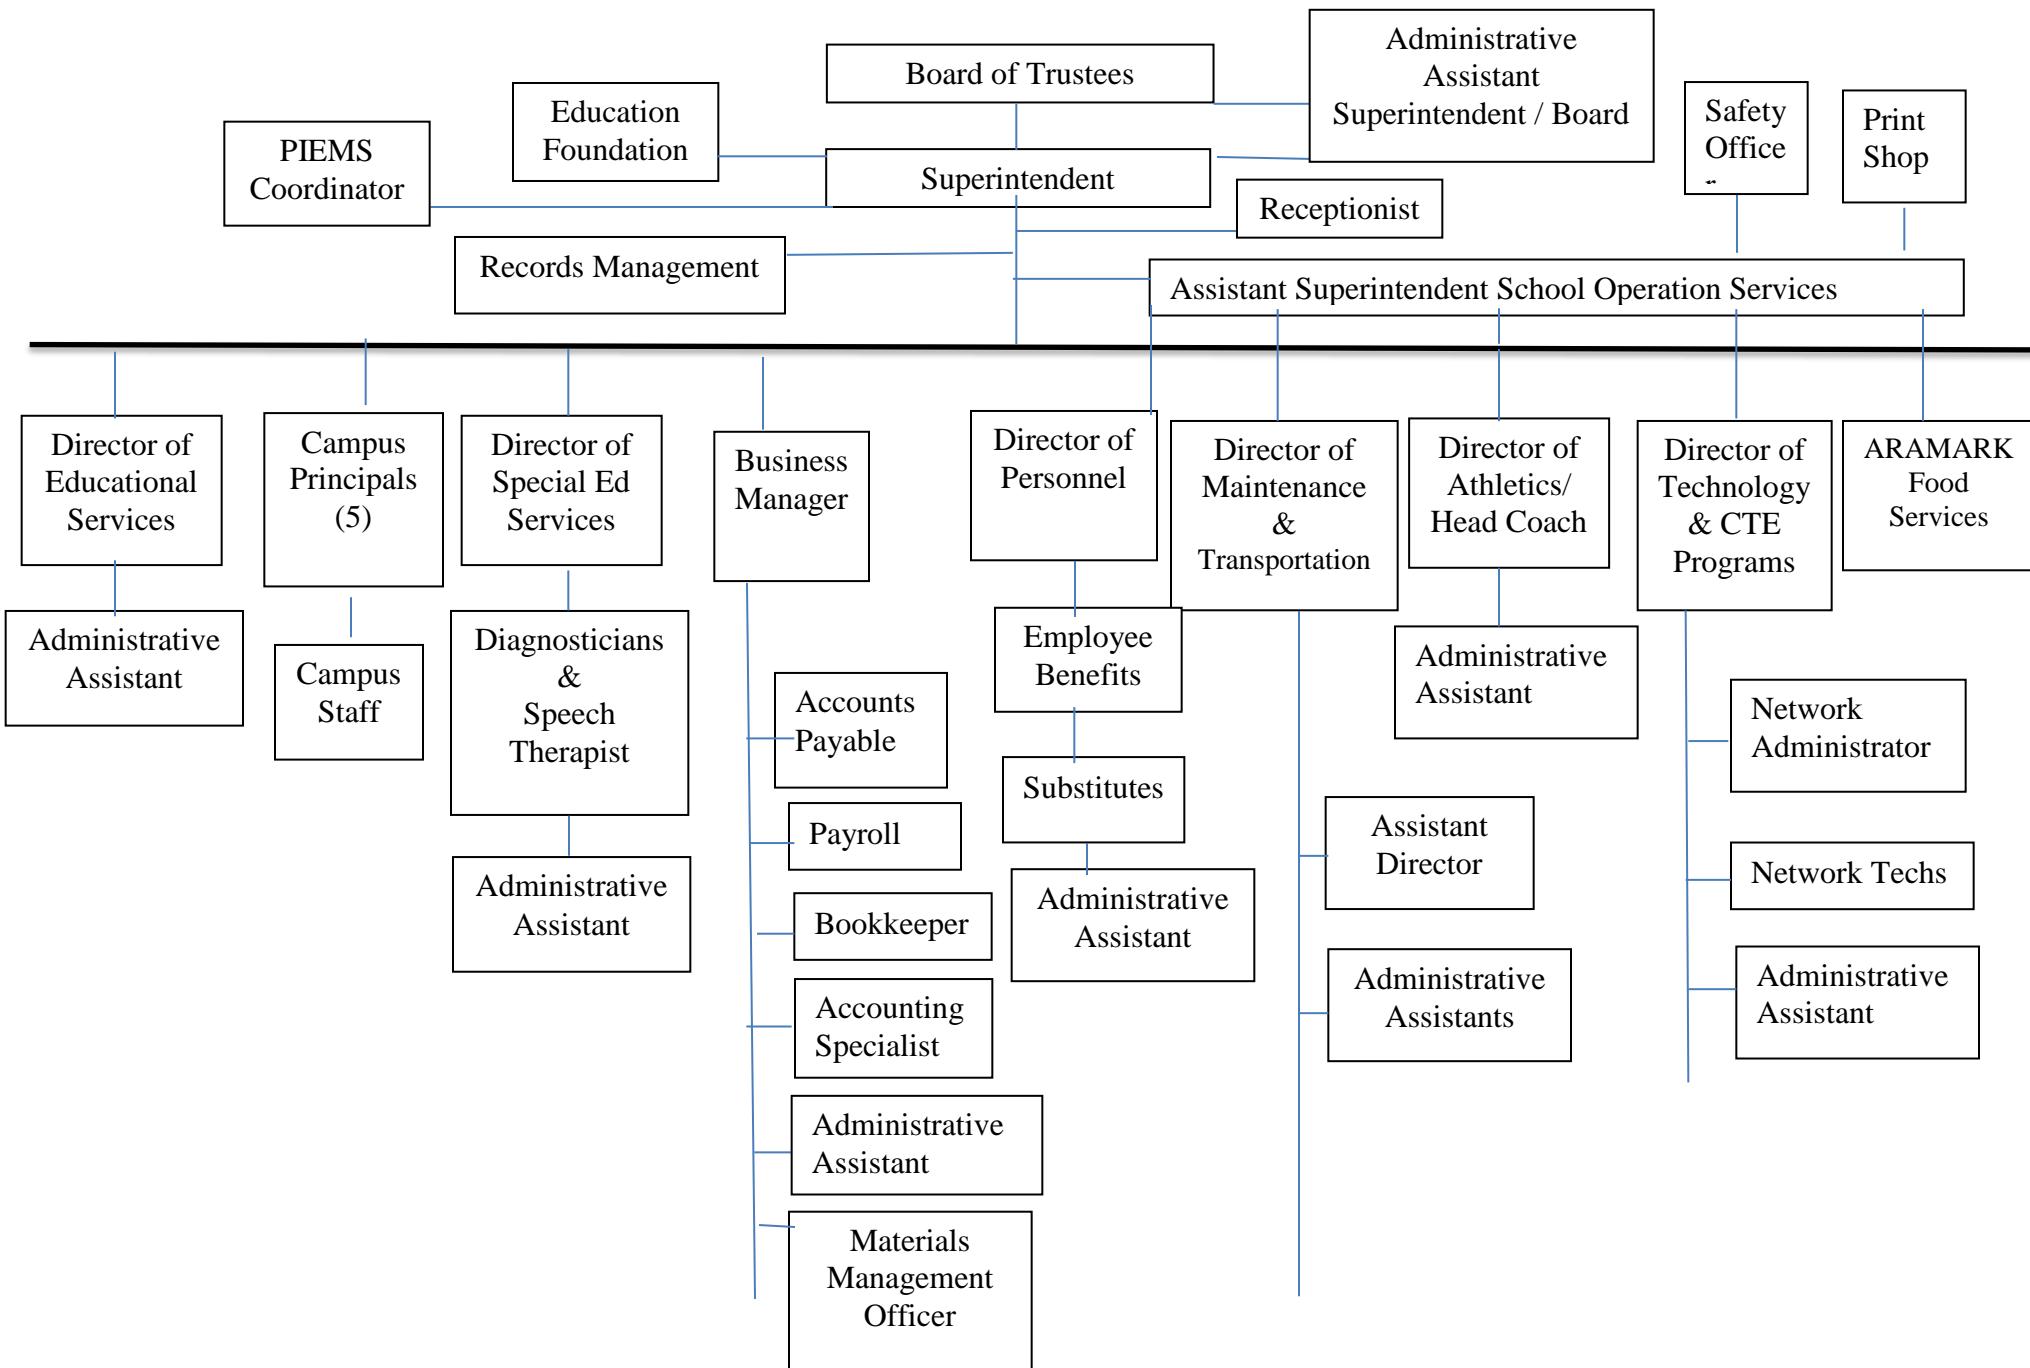 Board of Trustees
Administrative
Assistant
Superintendent / Board
Education
Foundation
Safety
Office
r
Print
Shop
PIEMS
Coordinator
Superintendent
Receptionist
Records Management
Assistant Superintendent School Operation Services
Director of
Educational
Services
Campus
Principals
(5)
Director of
Special Ed
Services
Business
Manager
Director of
Personnel
Director of
Maintenance
&
Transportation
Director of
Athletics/
Head Coach
Director of
Technology
& CTE
Programs
ARAMARK
Food
Services
Administrative
Assistant
Campus
Staff
Diagnosticians
&
Speech
Therapist
Administrative
Assistant
Accounts
Payable
Payroll
Bookkeeper
Accounting
Specialist
Administrative
Assistant
Materials
Management
Officer
Employee
Benefits
Substitutes
Administrative
Assistant
Assistant
Director
Administrative
Assistants
Administrative
Assistant
Network
Administrator
Network Techs
Administrative
Assistant